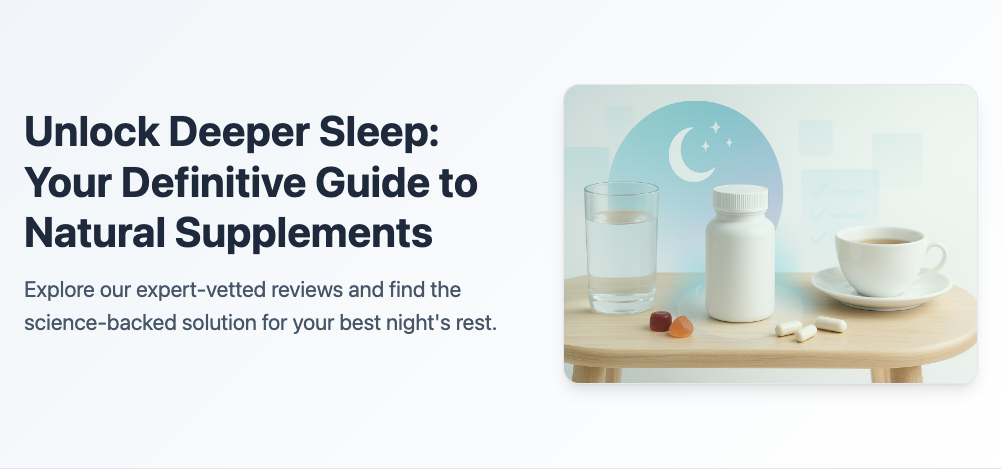 Unlock Deeper Sleep:
Your Definitive Guide to
Natural Supplements
Explore our expert-vetted reviews and find the
science-backed solution for your best night's rest.